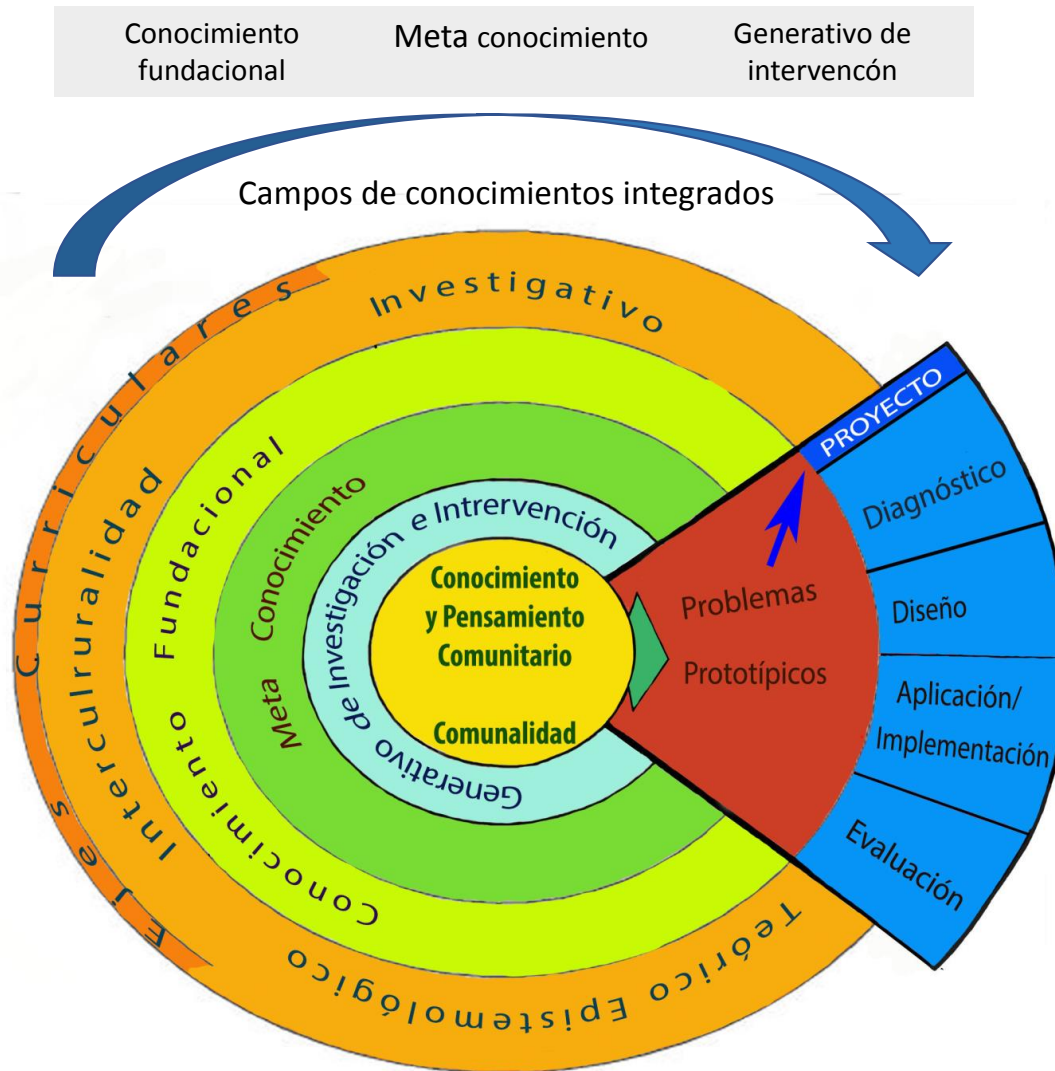 Conocimiento
fundacional
Meta conocimiento
Generativo de
intervencón
Campos de conocimientos integrados
Ejes Curriculares
Investigativo
Interculruralidad
Teórico Epistemológico
Conocimiento Fundacional
Meta Conocimiento
Generativo de Investigación e Intrervención
Conocimiento
y Pensamiento
Comunitario
Comunalidad
Problemas
Prototípicos
PROYECTO
Diagnóstico
Diseño
Aplicación/
Implementación
Evaluación